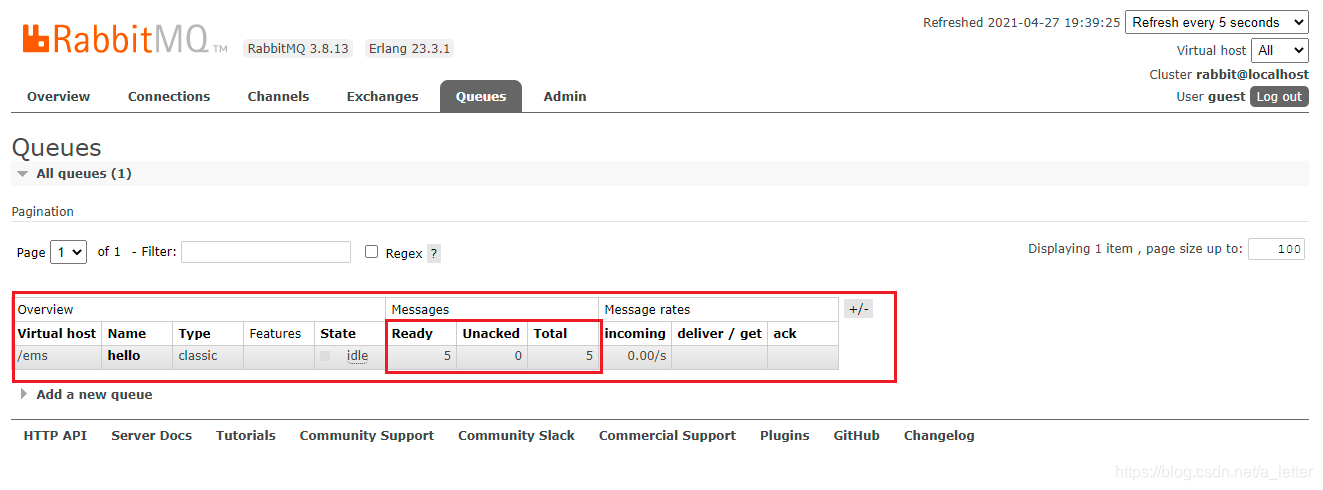 Refreshed 2021-04-27 19:39:25 Refresh every 5 seconds
RabbitMQ TM RabbitMQ 3.8.13 Erlang 23.3.1
Virtual host All
Cluster rabbit@localhost
User guest Log out
Overview Connections Channels Exchanges Queues Admin
Queues
All queues (1)
Pagination
Page 1 of 1 - Filter: Regex ? Displaying 1 item , page size up to: 100
Overview Messages Message rates +/-
Virtual host Name Type Features State Ready Unacked Total incoming deliver / get ack
/ems hello classic idle 5 0 5 0.00/s
Add a new queue
HTTP API Server Docs Tutorials Community Support Community Slack Commercial Support Plugins GitHub Changelog
https://blog.csdn.net/a_letter